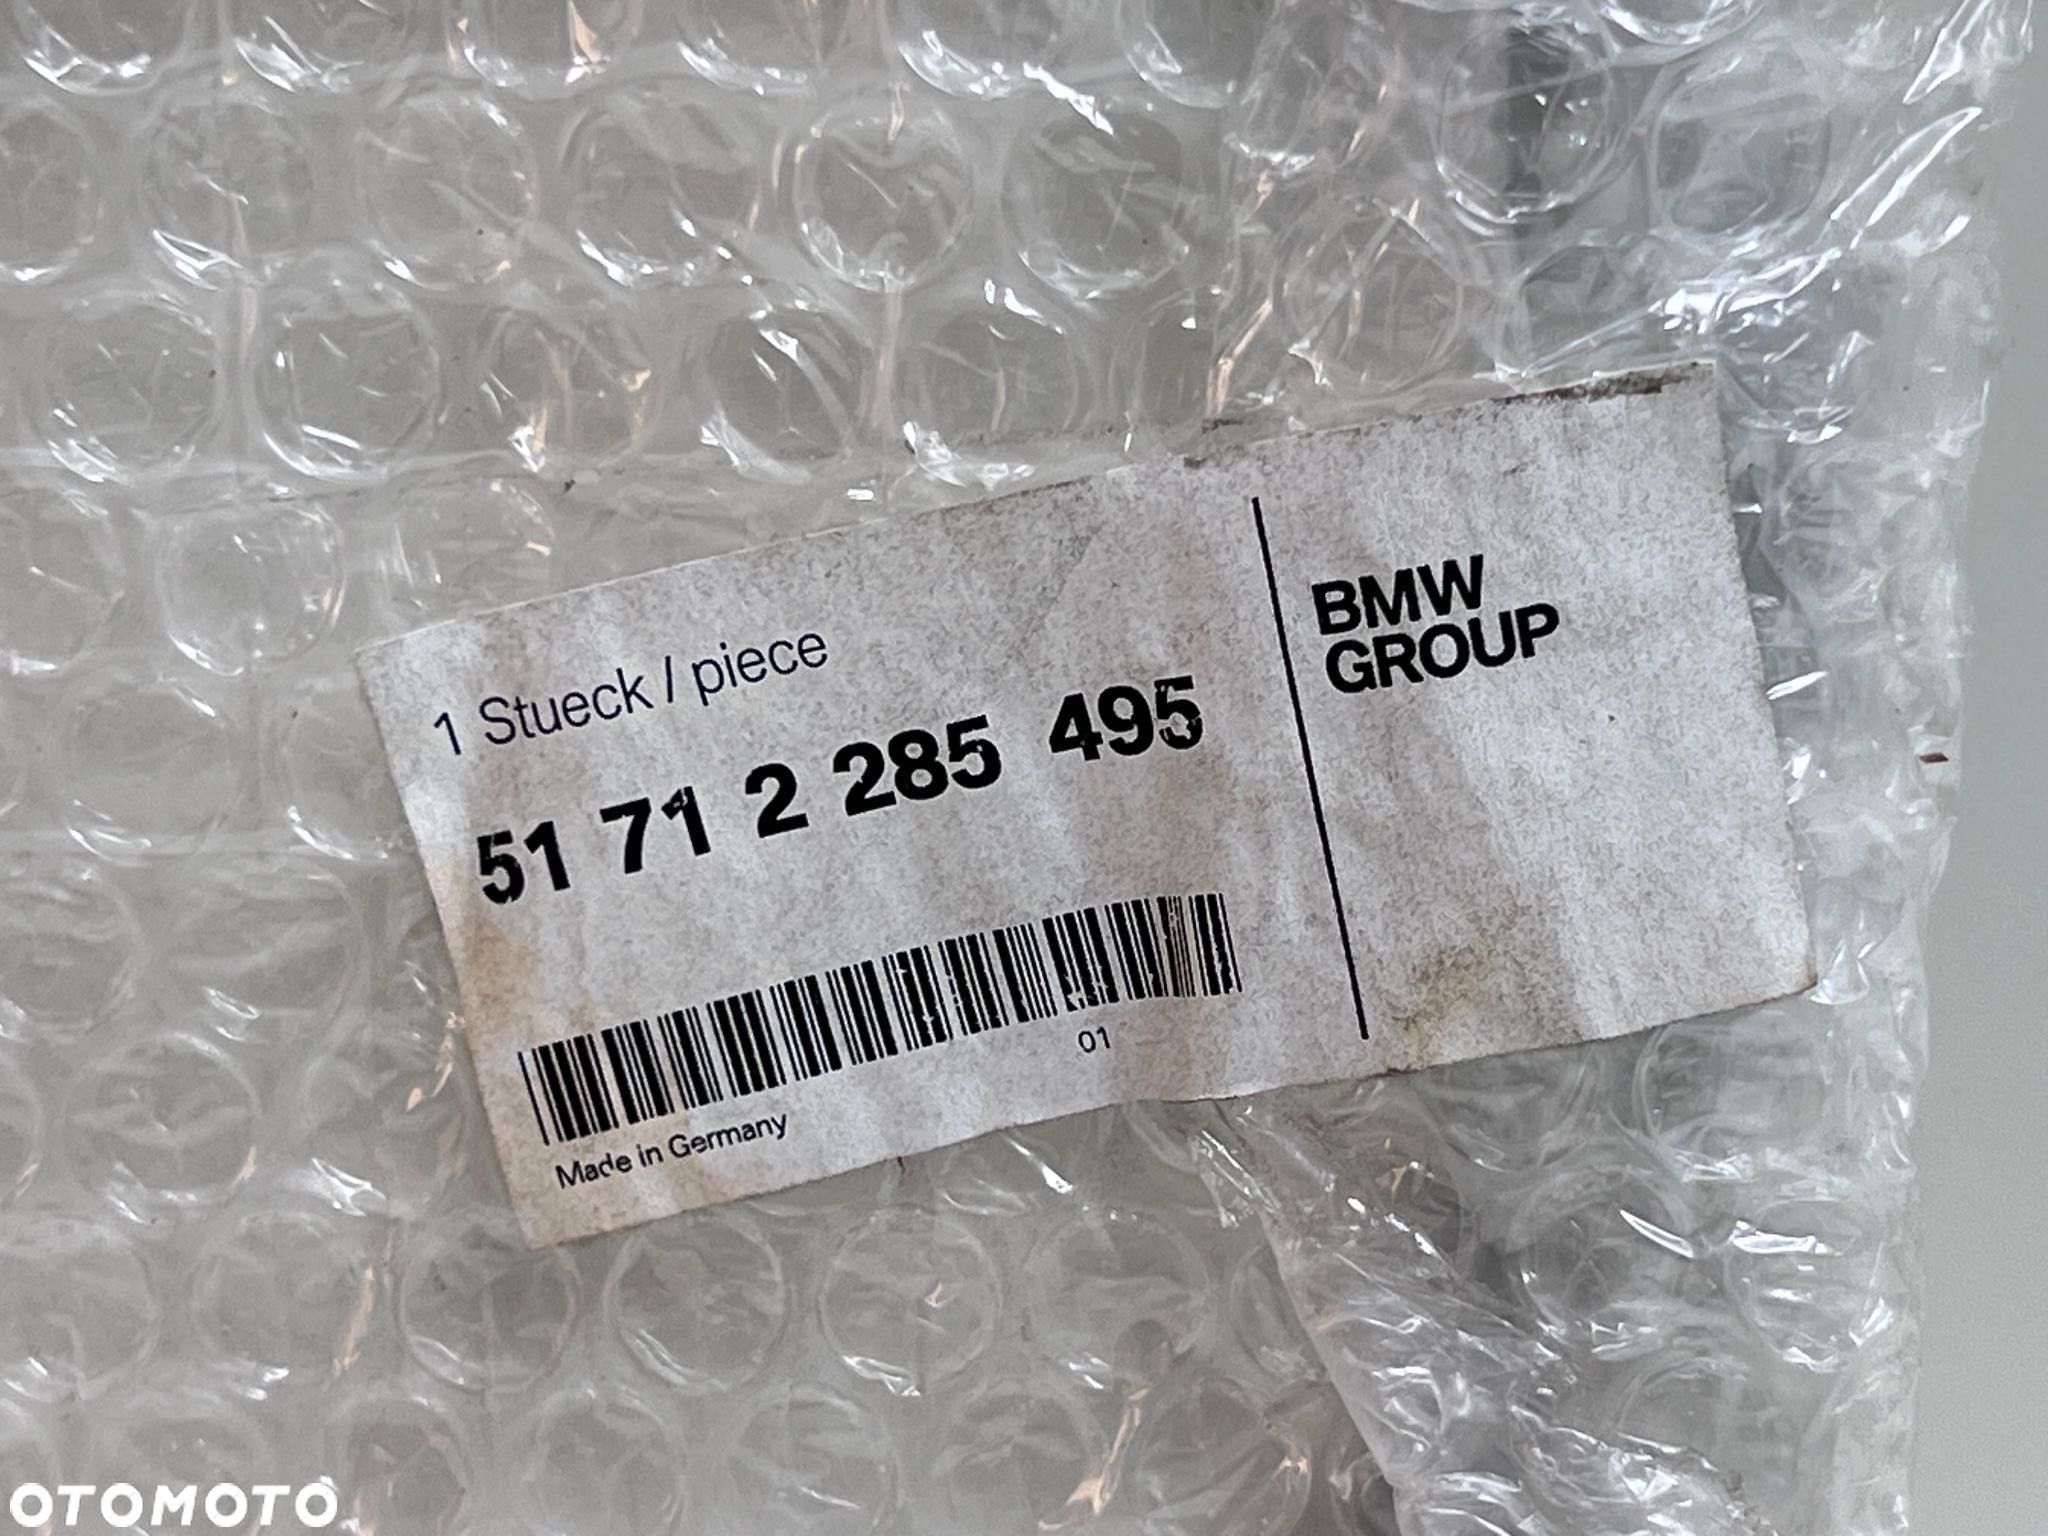 1 Stueck / piece
51 71 2 285 495
01
Made in Germany
BMW
GROUP
OTOMOTO